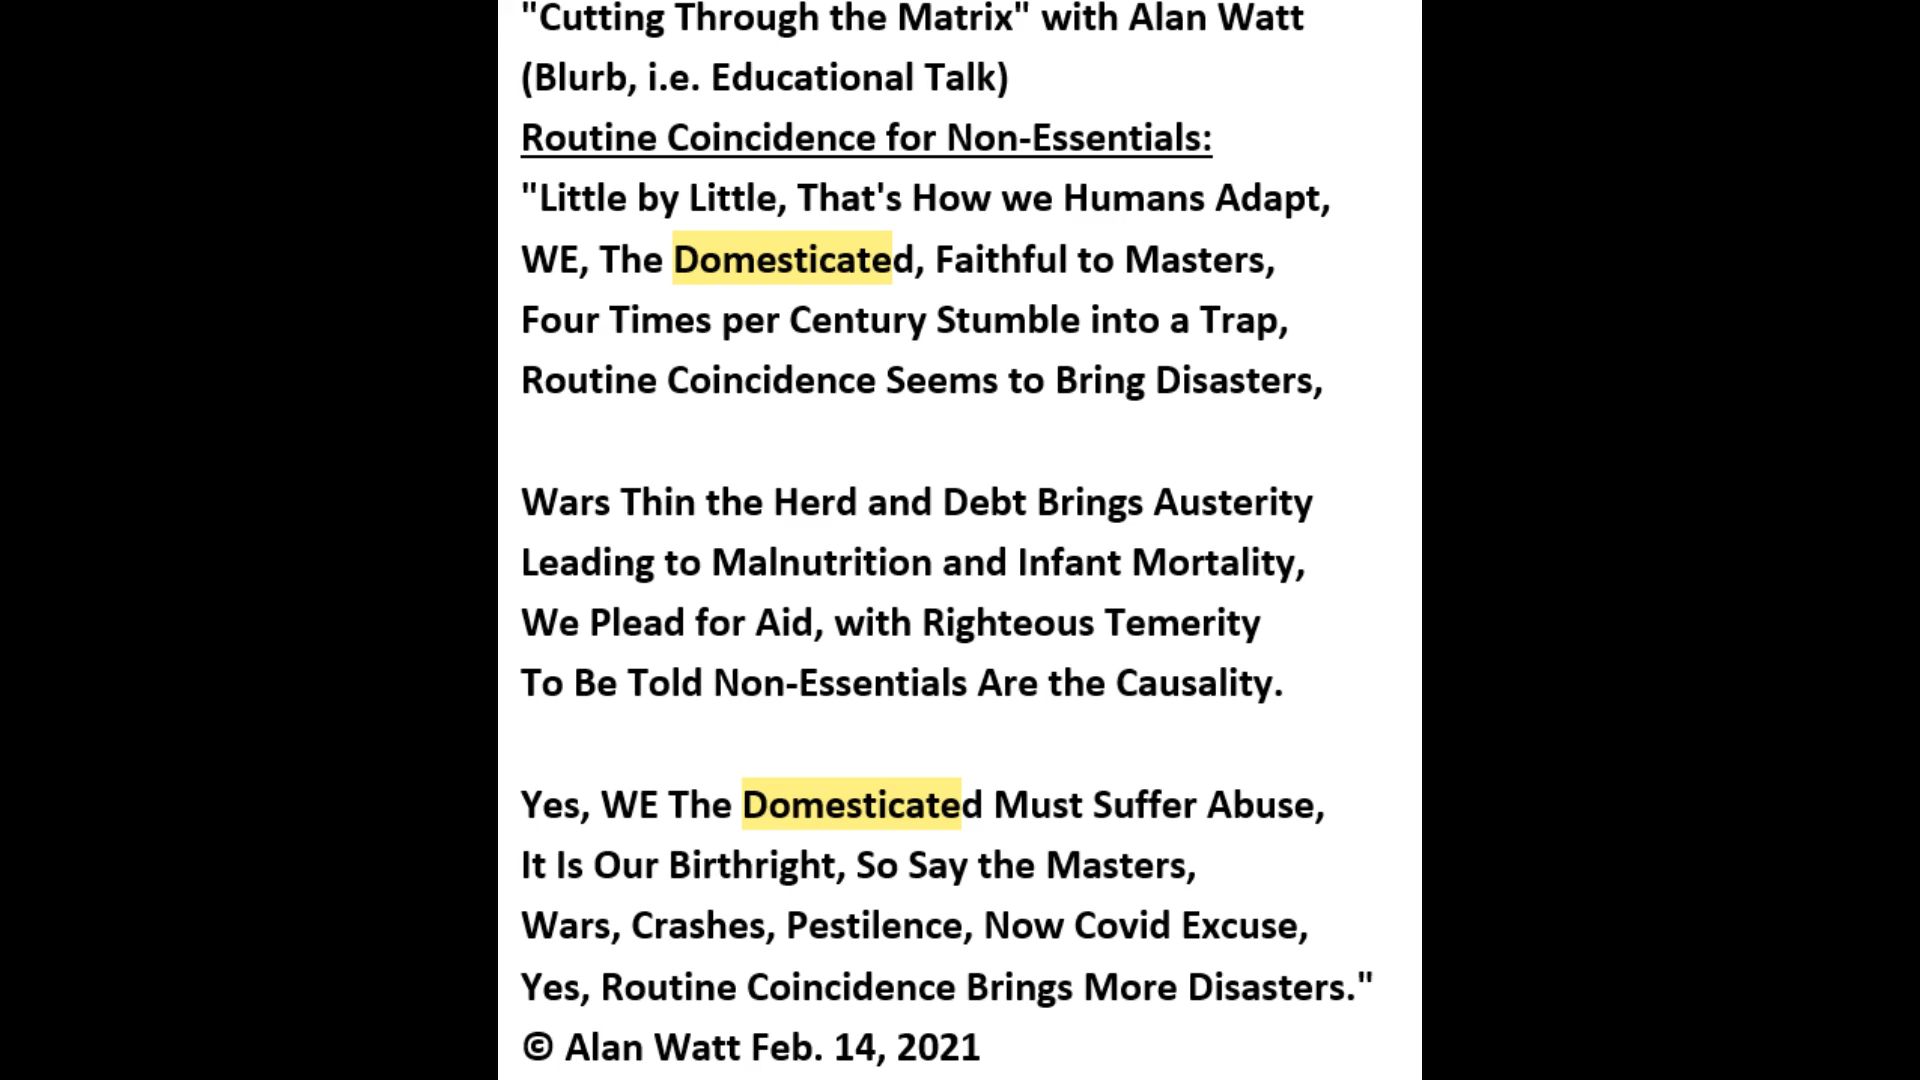 "Cutting Through the Matrix" with Alan Watt
(Blurb, i.e. Educational Talk)
Routine Coincidence for Non-Essentials:
"Little by Little, That's How we Humans Adapt,
WE, The Domesticated, Faithful to Masters,
Four Times per Century Stumble into a Trap,
Routine Coincidence Seems to Bring Disasters,
Wars Thin the Herd and Debt Brings Austerity
Leading to Malnutrition and Infant Mortality,
We Plead for Aid, with Righteous Temerity
To Be Told Non-Essentials Are the Causality.
Yes, WE The Domesticated Must Suffer Abuse,
It Is Our Birthright, So Say the Masters,
Wars, Crashes, Pestilence, Now Covid Excuse,
Yes, Routine Coincidence Brings More Disasters."
© Alan Watt Feb. 14, 2021